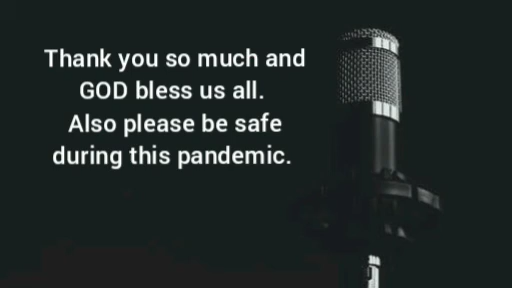 Thank you so much and
GOD bless us all.
Also please be safe
during this pandemic.